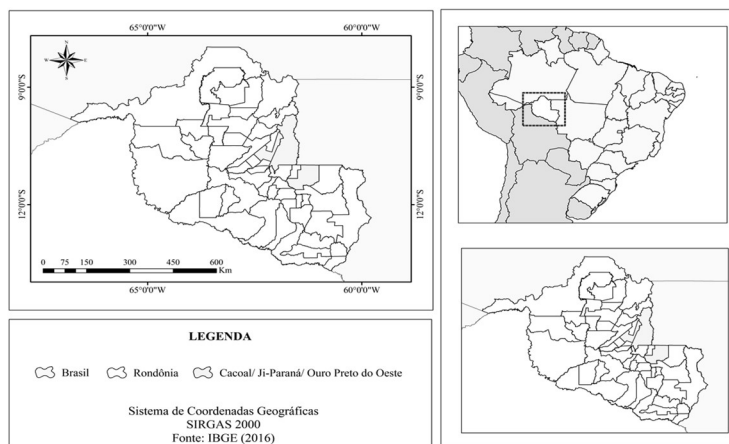 65°0'0"W 60°0'0"W
N
W E
S
9°0'0"S 9°0'0"S
12°0'0"S 12°0'0"S
0 75 150 300 450 600
Km
65°0'0"W 60°0'0"W
LEGENDA
Brasil Rondônia Cacoal/ Ji-Paraná/ Ouro Preto do Oeste
Sistema de Coordenadas Geográficas
SIRGAS 2000
Fonte: IBGE (2016)